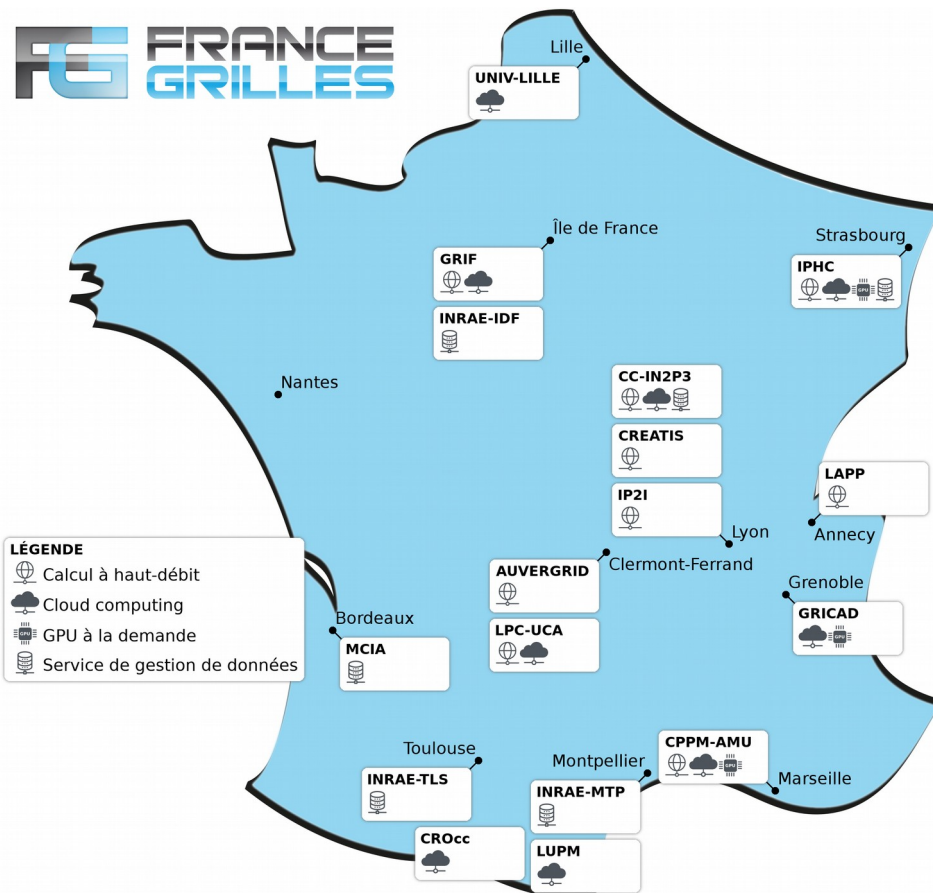 FG FRANCE
GRILLES
Lille
UNIV-LILLE
Île de France
GRIF
INRAE-IDF
Strasbourg
IPHC
GPU
Nantes
CC-IN2P3
CREATIS
IP2I
Lyon
LAPP
Annecy
LÉGENDE
Calcul à haut-débit
Cloud computing
GPU GPU à la demande
Service de gestion de données
Clermont-Ferrand
AUVERGRID
LPC-UCA
Grenoble
GRICAD
GPU
Bordeaux
MCIA
Toulouse
INRAE-TLS
CROcc
Montpellier
INRAE-MTP
LUPM
CPPM-AMU
GPU
Marseille